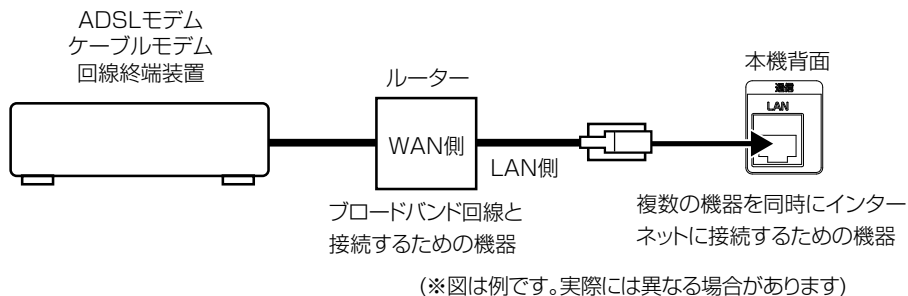 ADSLモデム
ケーブルモデム
回線終端装置
ルーター
WAN側
LAN側
ブロードバンド回線と
接続するための機器
本機背面
通信
LAN
複数の機器を同時にインター
ネットに接続するための機器
(※図は例です。実際には異なる場合があります)